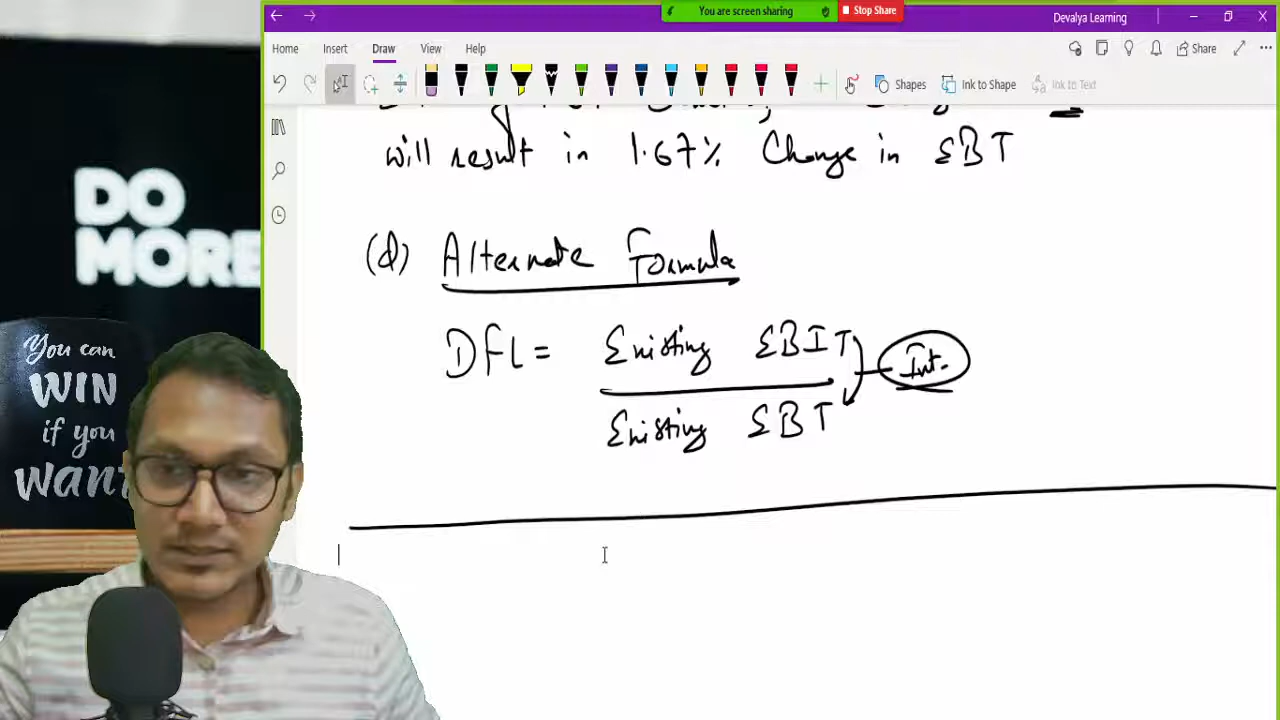 You are screen sharing
Stop Share
Devalya Learning
Home
Insert
Draw
View
Help
Share
Shapes
Ink to Shape
Ink to Text
will result in 1.67% Change in EBT
(d) Alternate Formula
DFL = Existing EBIT
Int.
Existing EBT
DO
MORE
You can
WIN
if you
want